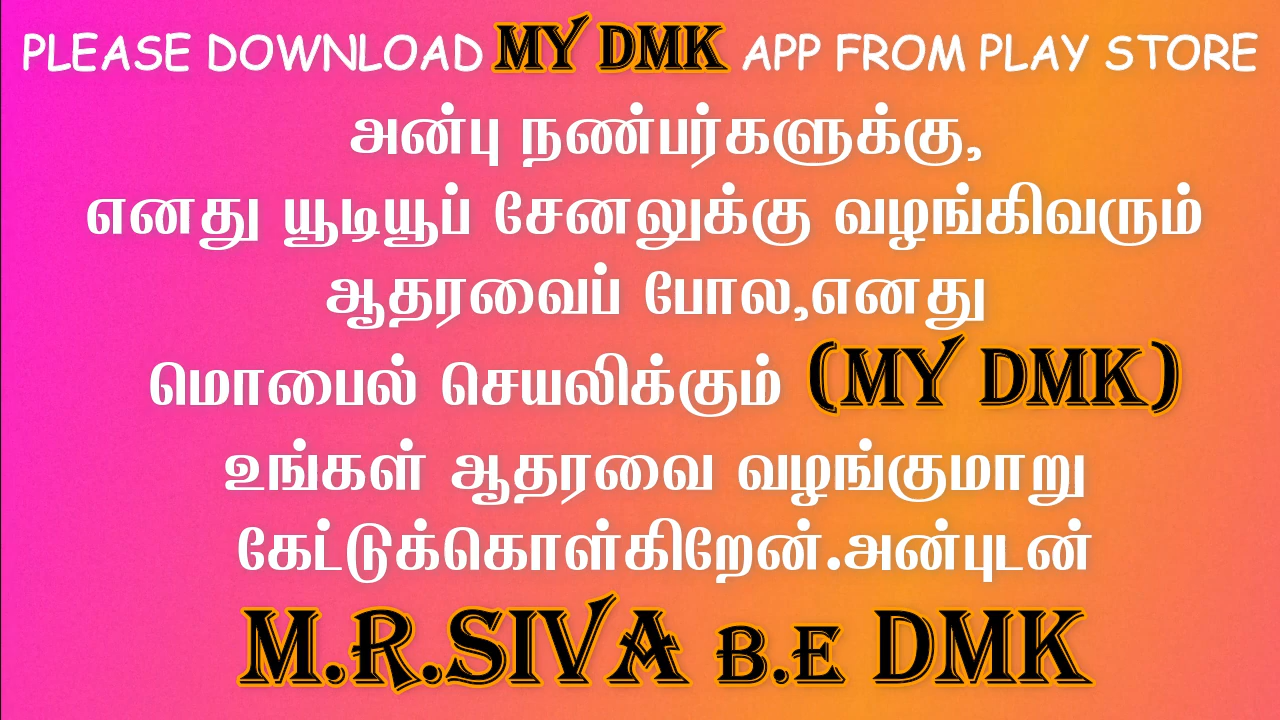 PLEASE DOWNLOAD MY DMK APP FROM PLAY STORE
அன்பு நண்பர்களுக்கு,
எனது யூடியூப் சேனலுக்கு வழங்கிவரும்
ஆதரவைப் போல,எனது
மொபைல் செயலிக்கும் (MY DMK)
உங்கள் ஆதரவை வழங்குமாறு
கேட்டுக்கொள்கிறேன்.அன்புடன்
M.R.SIVA B.E DMK